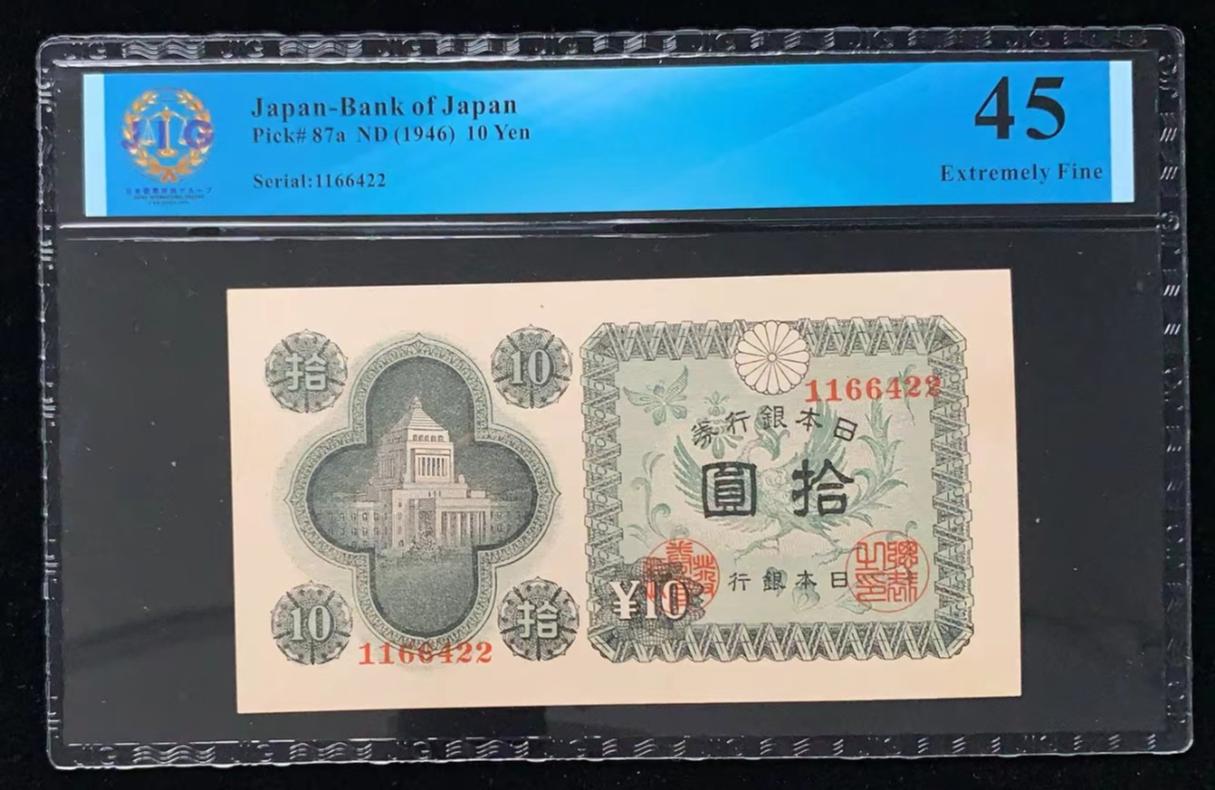 JIG
Japan-Bank of Japan
Pick# 87a ND (1946) 10 Yen
Serial:1166422
45
Extremely Fine
拾
10
1166422
券行銀本日
圓拾
行銀本日
¥10
10
拾
1166422